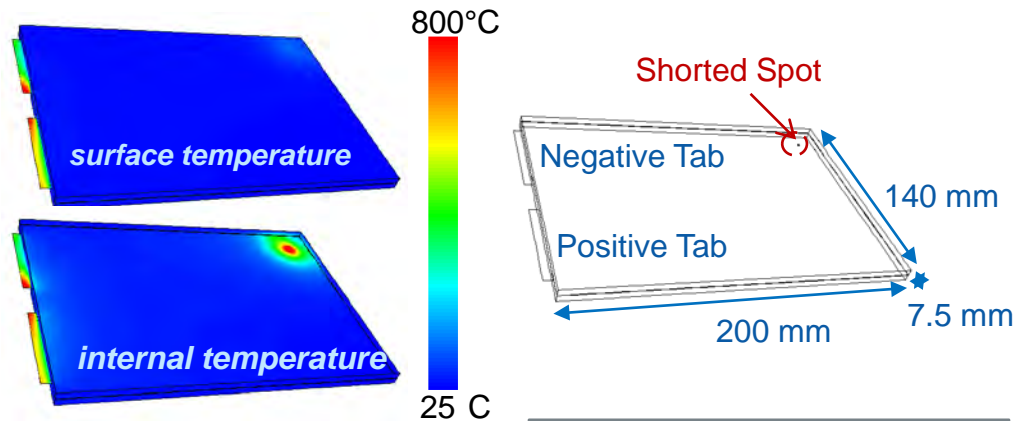 800°C
surface temperature
internal temperature
25 C
Shorted Spot
Negative Tab
Positive Tab
140 mm
200 mm
7.5 mm